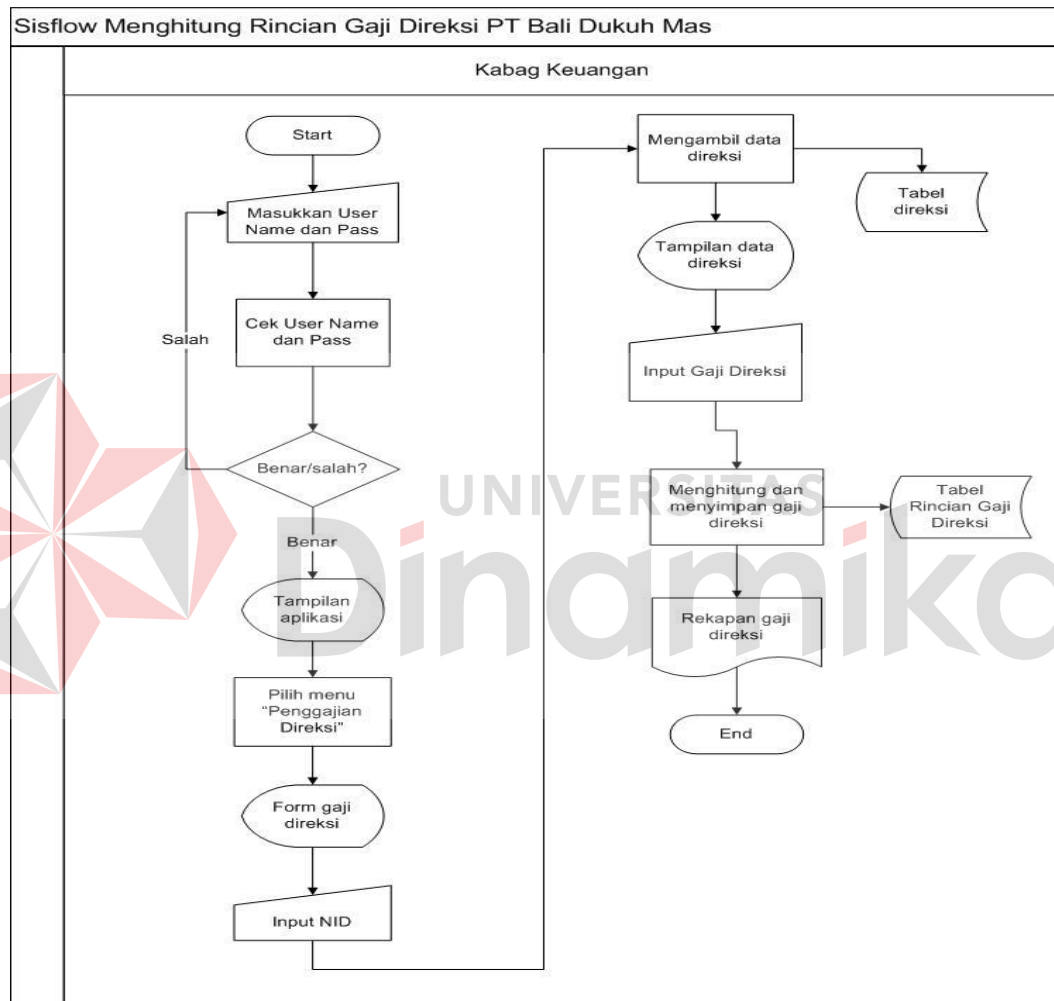 Sisflow Menghitung Rincian Gaji Direksi PT Bali Dukuh Mas
Kabag Keuangan
Start
Masukkan User
Name dan Pass
Cek User Name
dan Pass
Salah
Benar/salah?
Benar
Tampilan
aplikasi
Pilih menu
“Penggajian
Direksi”
Form gaji
direksi
Input NID
Mengambil data
direksi
Tabel
direksi
Tampilan data
direksi
Input Gaji Direksi
Menghitung dan
menyimpan gaji
direksi
Tabel
Rincian Gaji
Direksi
Rekapan gaji
direksi
End
UNIVERSITAS
Dinamika